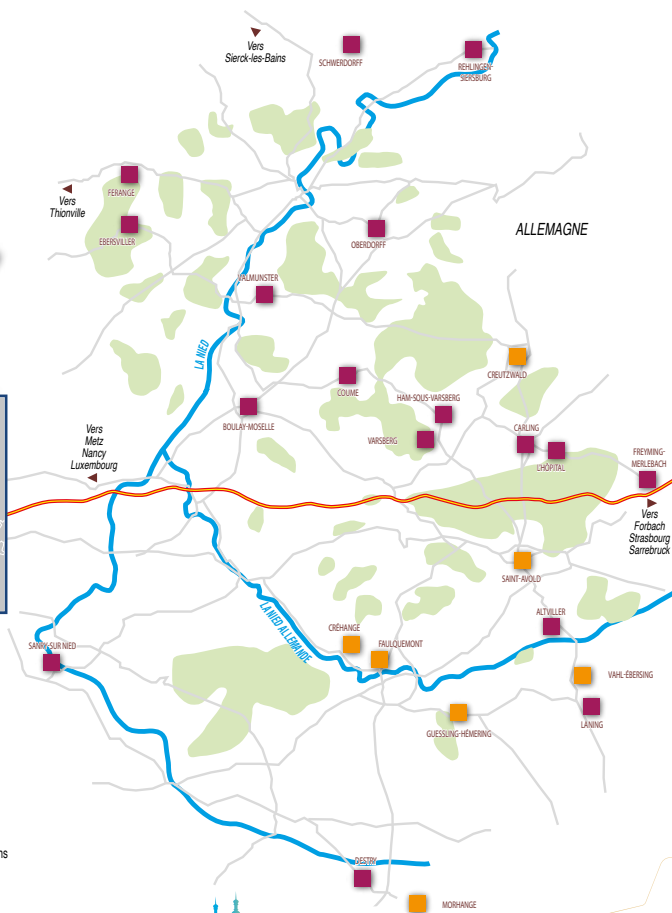 Vers
Sierck-les-Bains
SCHWERDORFF
REHLINGEN-
SIERSBURG
FERANGE
Vers
Thionville
EBERSVILLER
OBERDORFF
ALLEMAGNE
VALMUNSTER
LA NIED
CREUTZWALD
COUME
HAM-SOUS-VARSBERG
BOULAY-MOSELLE
VARSBERG
CARLING
L'HÔPITAL
FREYMING-
MERLEBACH
Vers
Metz
Nancy
Luxembourg
Vers
Forbach
Strasbourg
Sarrebruck
SAINT-AVOLD
LA NIED ALLEMANDE
ALTVILLER
CRÉHANGE
FAULQUEMONT
SANRY-SUR NIED
VAHL-ÉBERSING
LANING
GUESSLING-HÉMERING
DESTRY
MORHANGE